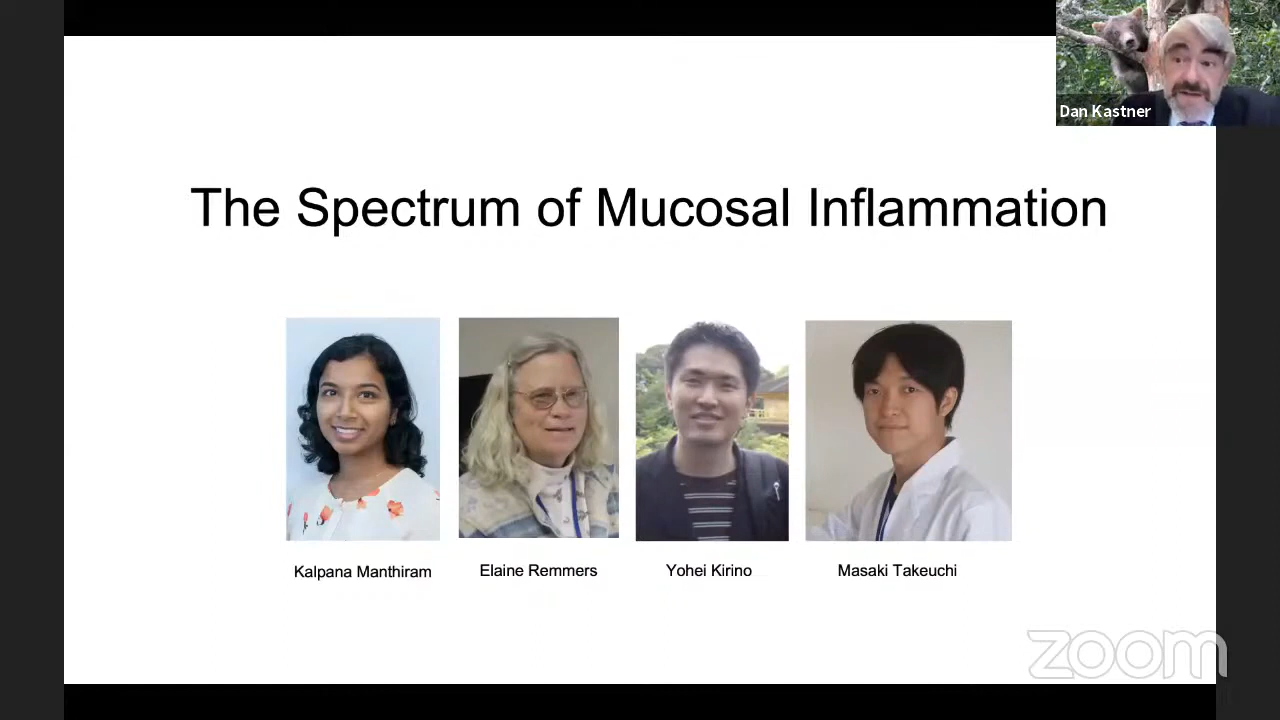 Dan Kastner
The Spectrum of Mucosal Inflammation
Kalpana Manthiram
Elaine Remmers
Yohei Kirino
Masaki Takeuchi
zoom